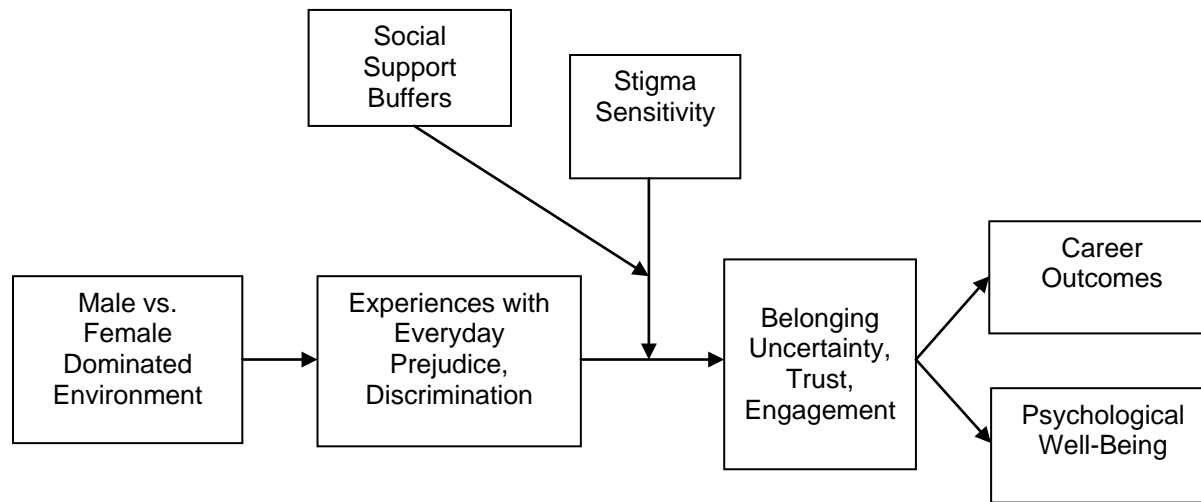 Social
Support
Buffers
Stigma
Sensitivity
Male vs.
Female
Dominated
Environment
Experiences with
Everyday
Prejudice,
Discrimination
Belonging
Uncertainty,
Trust,
Engagement
Career
Outcomes
Psychological
Well-Being